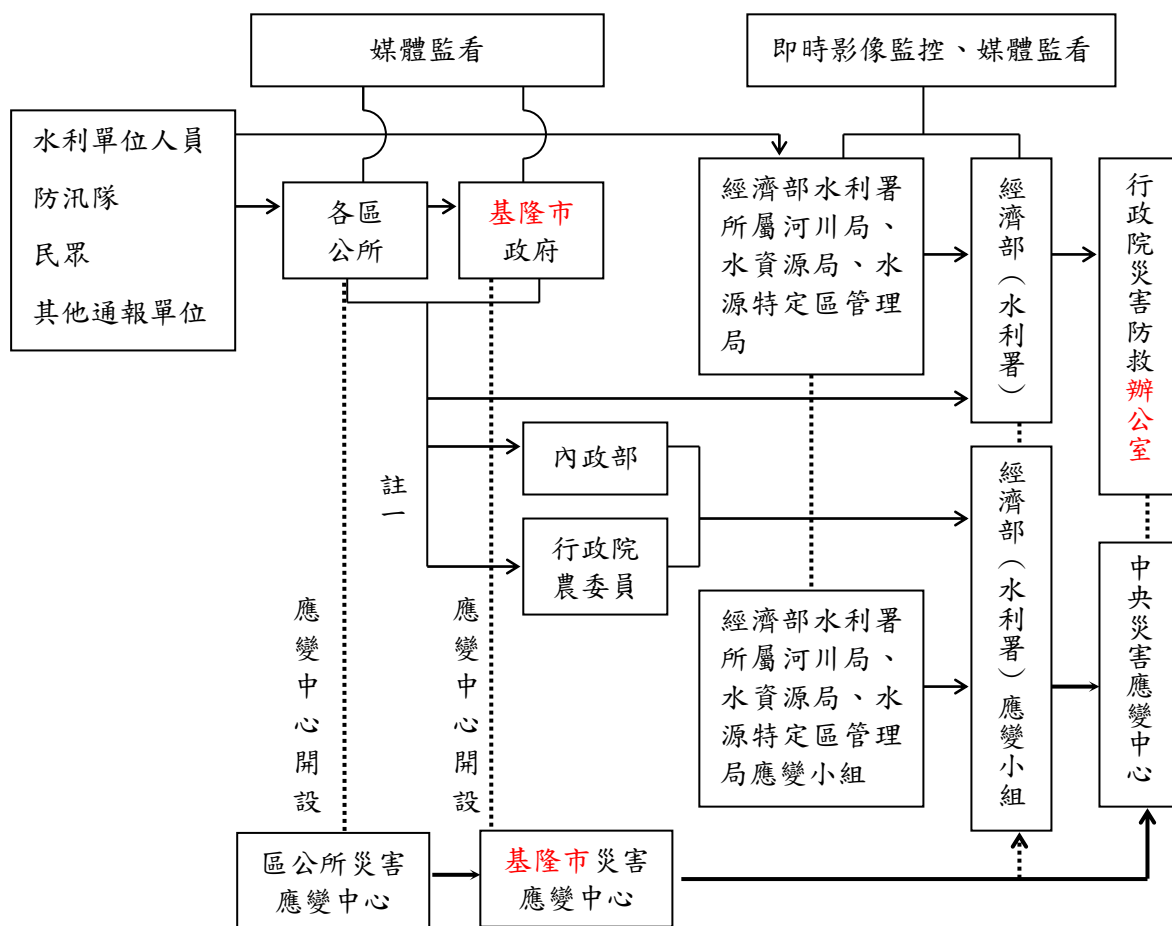 媒體監看
即時影像監控、媒體監看
水利單位人員
防汛隊
民眾
其他通報單位
各區
公所
基隆市
政府
經濟部水利署
所屬河川局、
水資源局、水
源特定區管理
局
經濟部（水利署）
行政院災害防救辦公室
內政部
行政院
農委員
註一
應變中心開設
應變中心開設
經濟部水利署
所屬河川局、
水資源局、水
源特定區管理
局應變小組
經濟部（水利署）應變小組
中央災害應變中心
區公所災害
應變中心
基隆市災害
應變中心